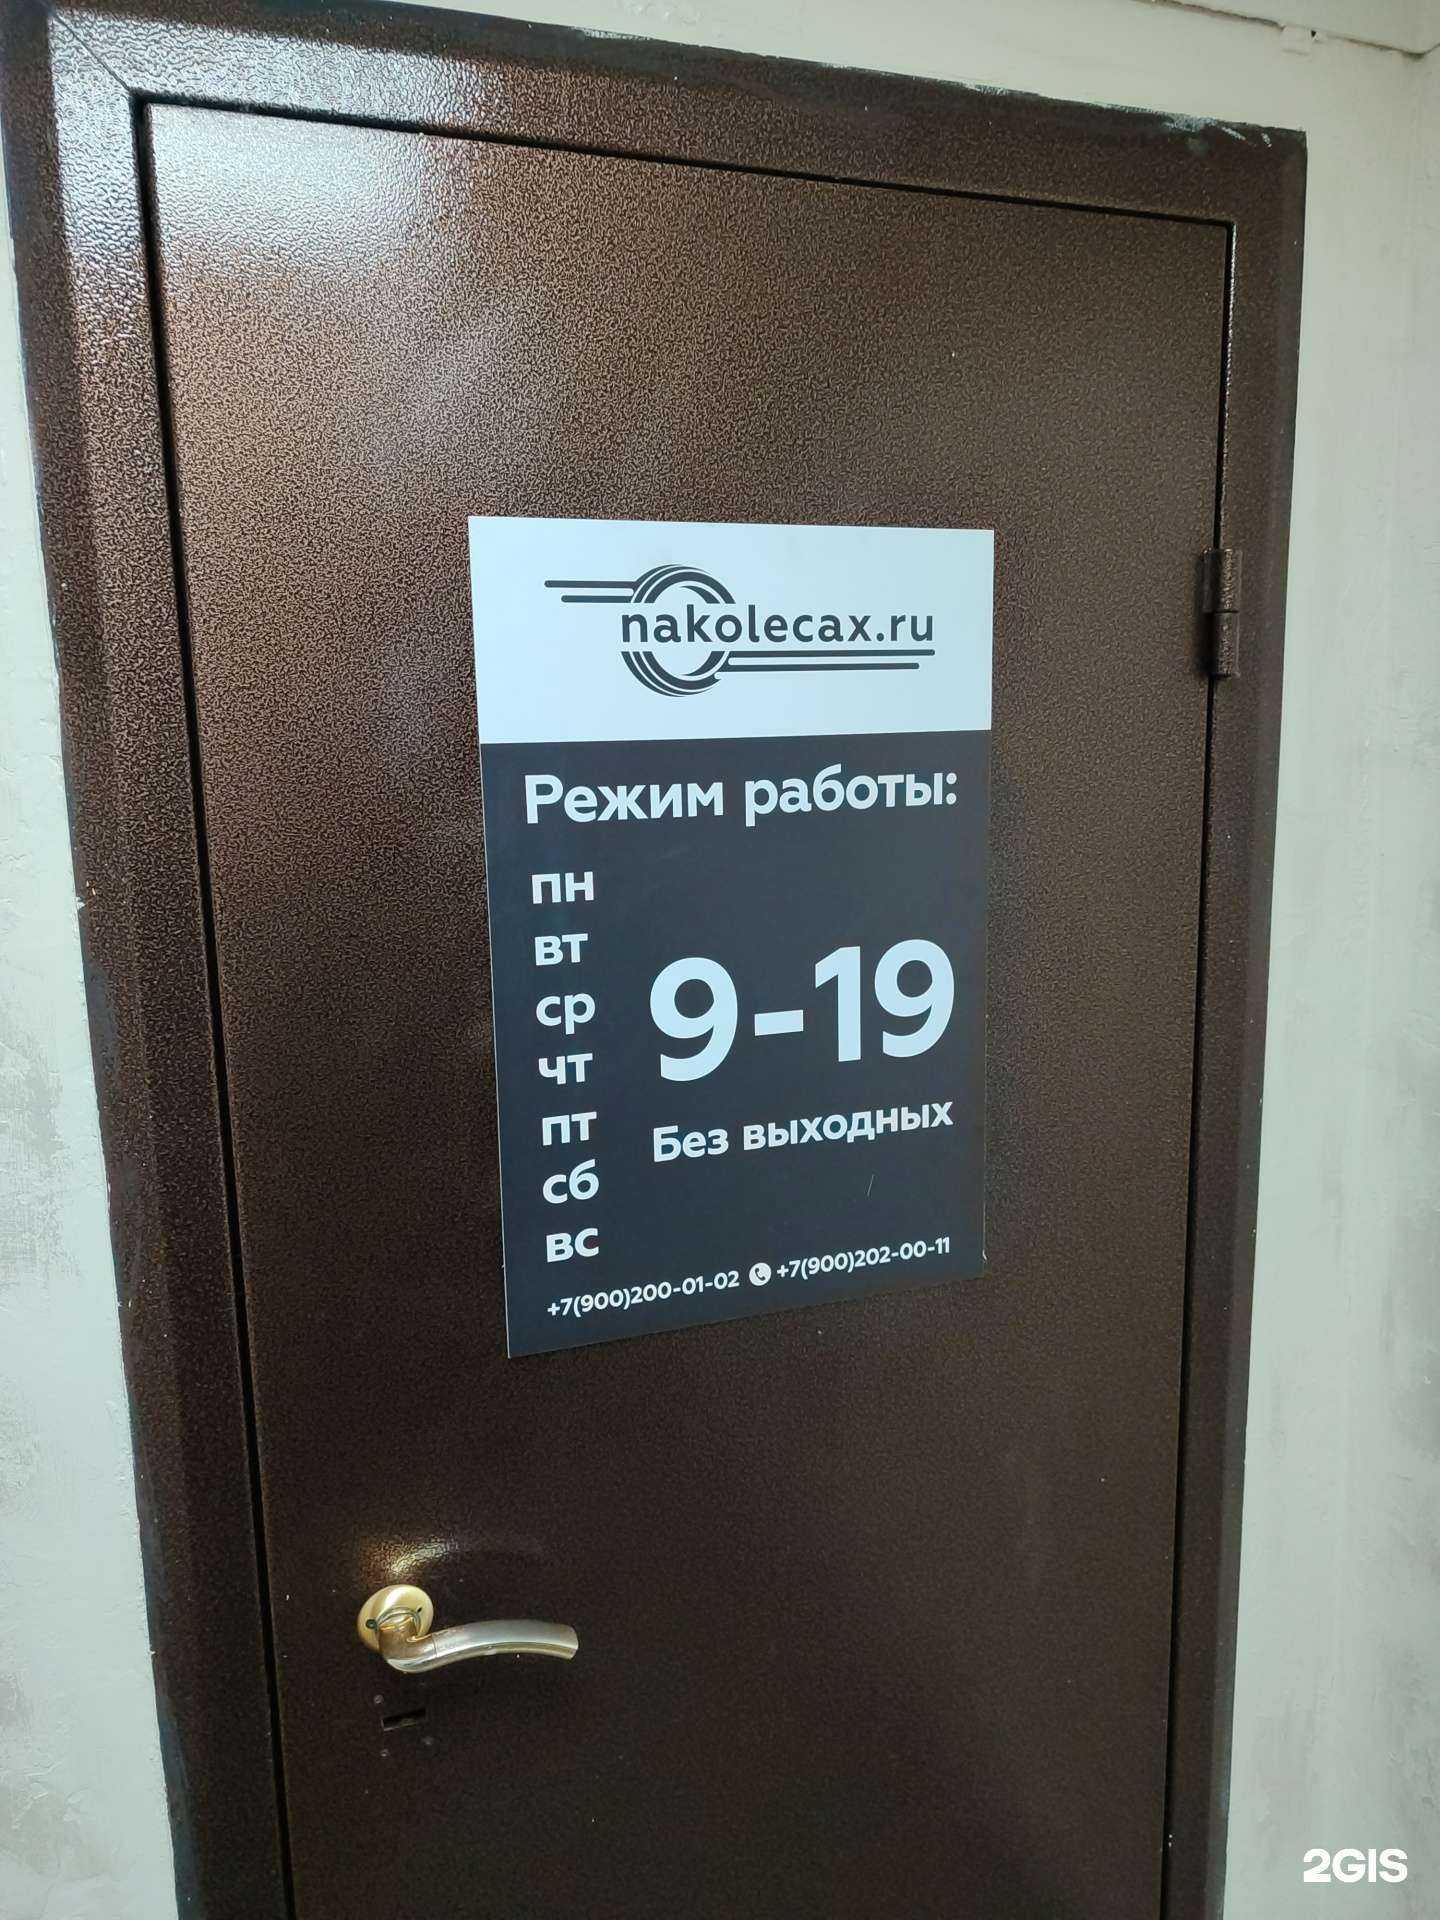 nakolecax.ru
Режим работы:
пн
вт
ср
чт
пт
сб
вс
9-19
Без выходных
+7(900)200-01-02 +7(900)202-00-11
2GIS